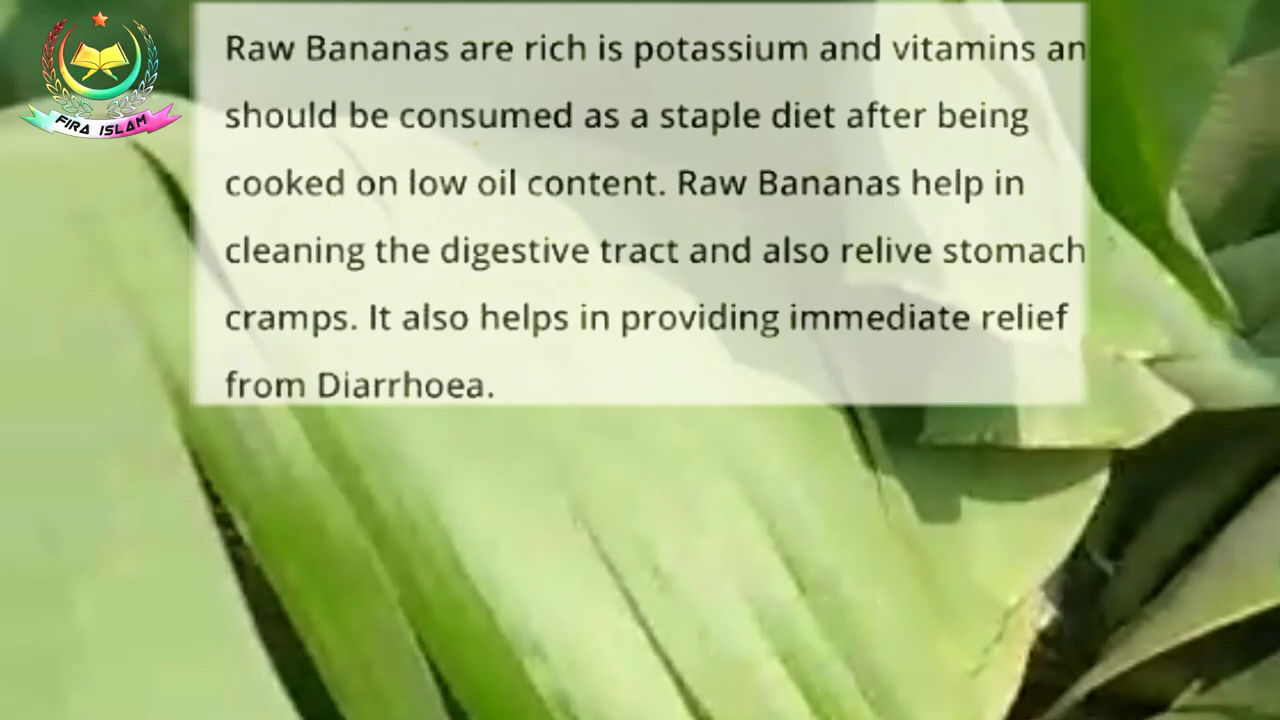 FIRA ISLAM
Raw Bananas are rich is potassium and vitamins an
should be consumed as a staple diet after being
cooked on low oil content. Raw Bananas help in
cleaning the digestive tract and also relive stomach
cramps. It also helps in providing immediate relief
from Diarrhoea.